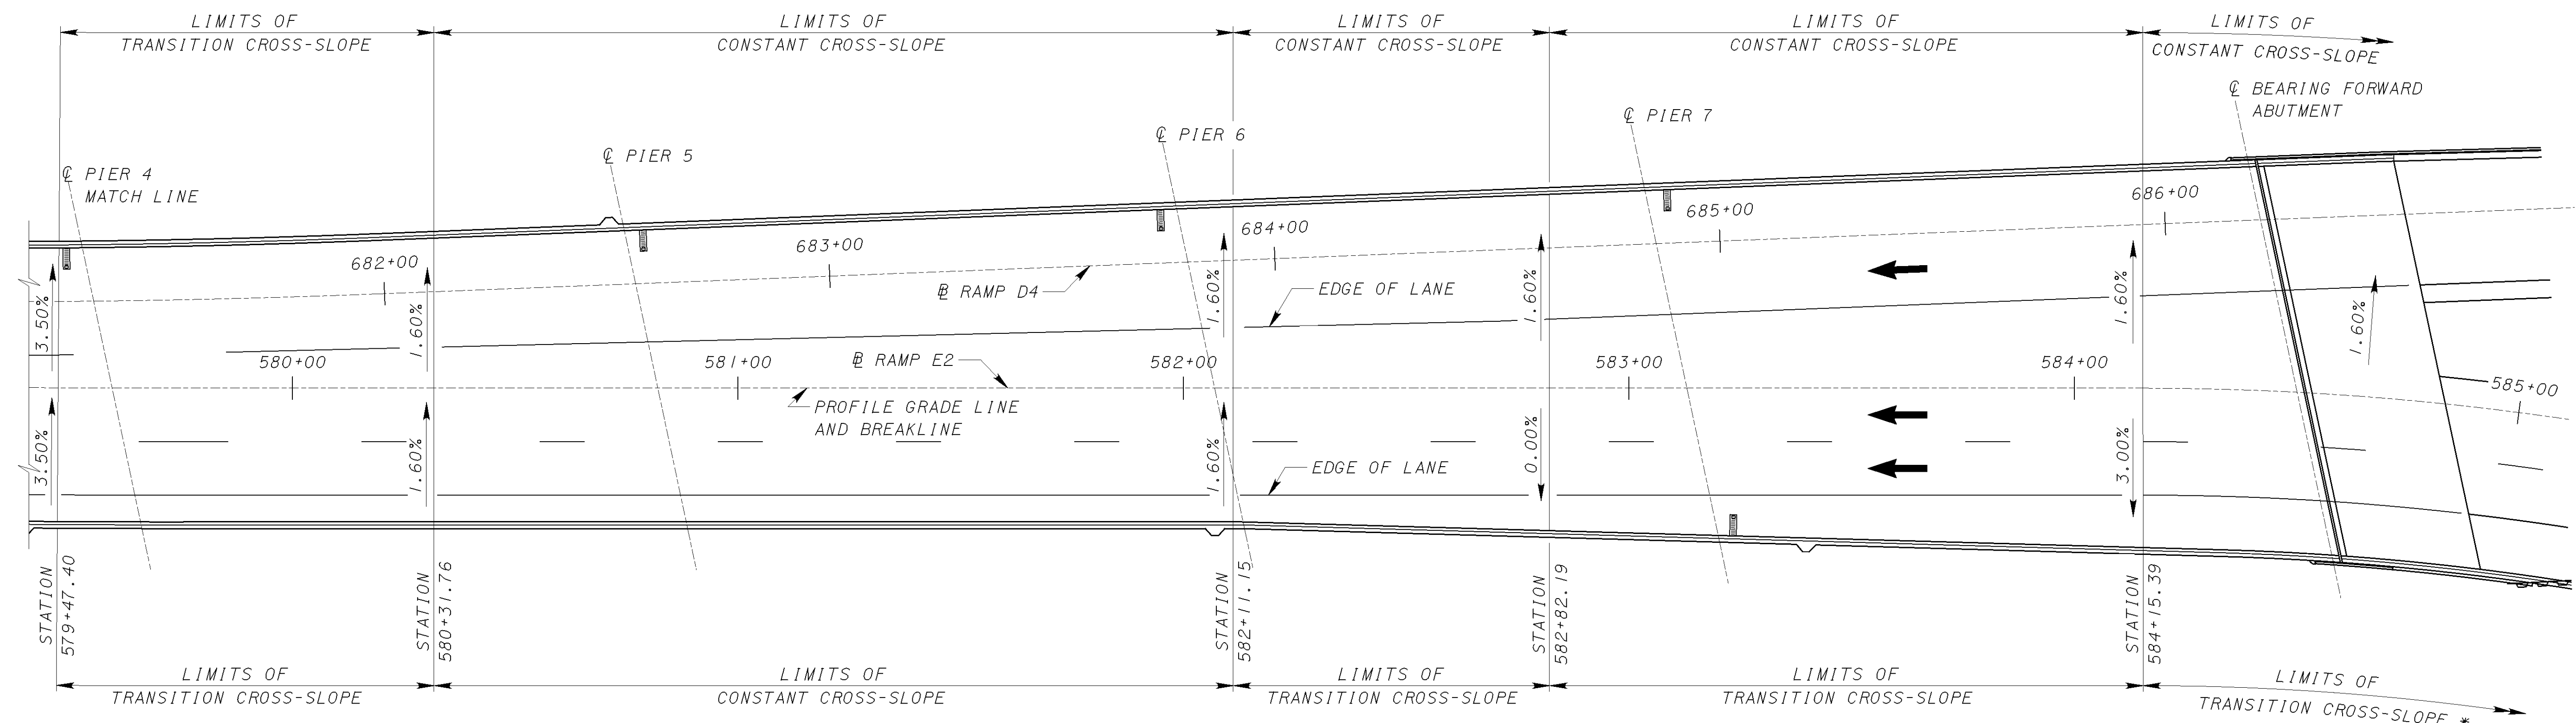 LIMITS OF
TRANSITION CROSS-SLOPE
LIMITS OF
CONSTANT CROSS-SLOPE
LIMITS OF
CONSTANT CROSS-SLOPE
LIMITS OF
CONSTANT CROSS-SLOPE
LIMITS OF
CONSTANT CROSS-SLOPE
℄ PIER 4
MATCH LINE
℄ PIER 5
℄ PIER 6
℄ PIER 7
℄ BEARING FORWARD
ABUTMENT
682+00
683+00
684+00
685+00
686+00
3.50%
1.60%
1.60%
1.60%
1.60%
1.60%
BL RAMP D4
EDGE OF LANE
580+00
581+00
582+00
583+00
584+00
585+00
BL RAMP E2
PROFILE GRADE LINE
AND BREAKLINE
3.50%
1.60%
1.60%
0.00%
3.00%
EDGE OF LANE
STATION
579+47.40
STATION
580+31.76
STATION
582+11.15
STATION
582+82.19
STATION
584+15.39
LIMITS OF
TRANSITION CROSS-SLOPE
LIMITS OF
CONSTANT CROSS-SLOPE
LIMITS OF
TRANSITION CROSS-SLOPE
LIMITS OF
TRANSITION CROSS-SLOPE
LIMITS OF
TRANSITION CROSS-SLOPE *